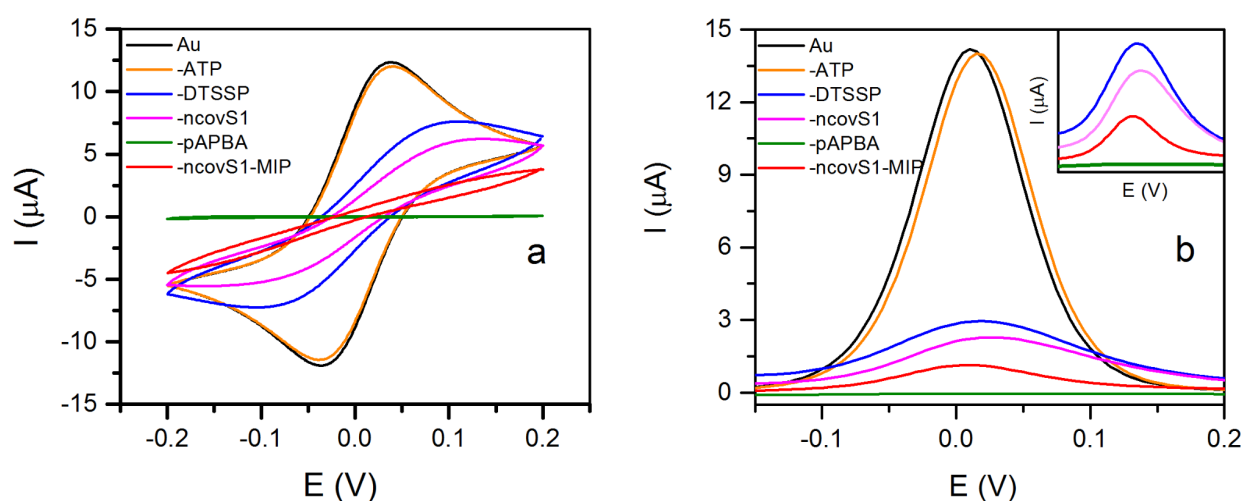 15
10
5
0
-5
-10
-15
I (μA)
Au
-ATP
-DTSSP
-ncovS1
-pAPBA
-ncovS1-MIP
a
-0.2
-0.1
0.0
0.1
0.2
E (V)
15
12
9
6
3
0
I (μA)
Au
-ATP
-DTSSP
-ncovS1
-pAPBA
-ncovS1-MIP
I (μA)
E (V)
b
-0.1
0.0
0.1
0.2
E (V)